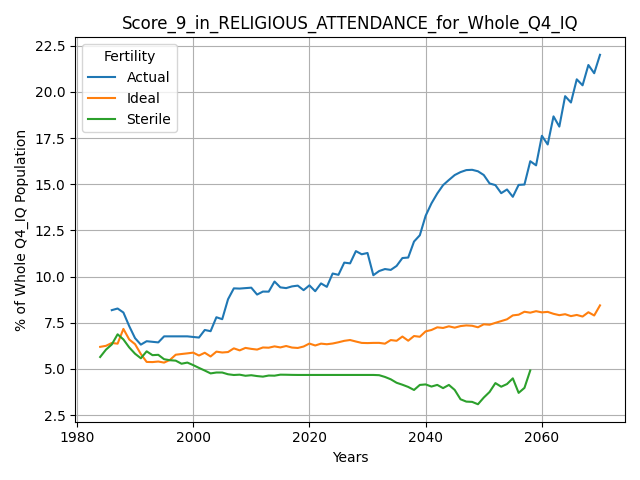 Score_9_in_RELIGIOUS_ATTENDANCE_for_Whole_Q4_IQ
Fertility
Actual
Ideal
Sterile
% of Whole Q4_IQ Population
22.5
20.0
17.5
15.0
12.5
10.0
7.5
5.0
2.5
1980
2000
2020
2040
2060
Years